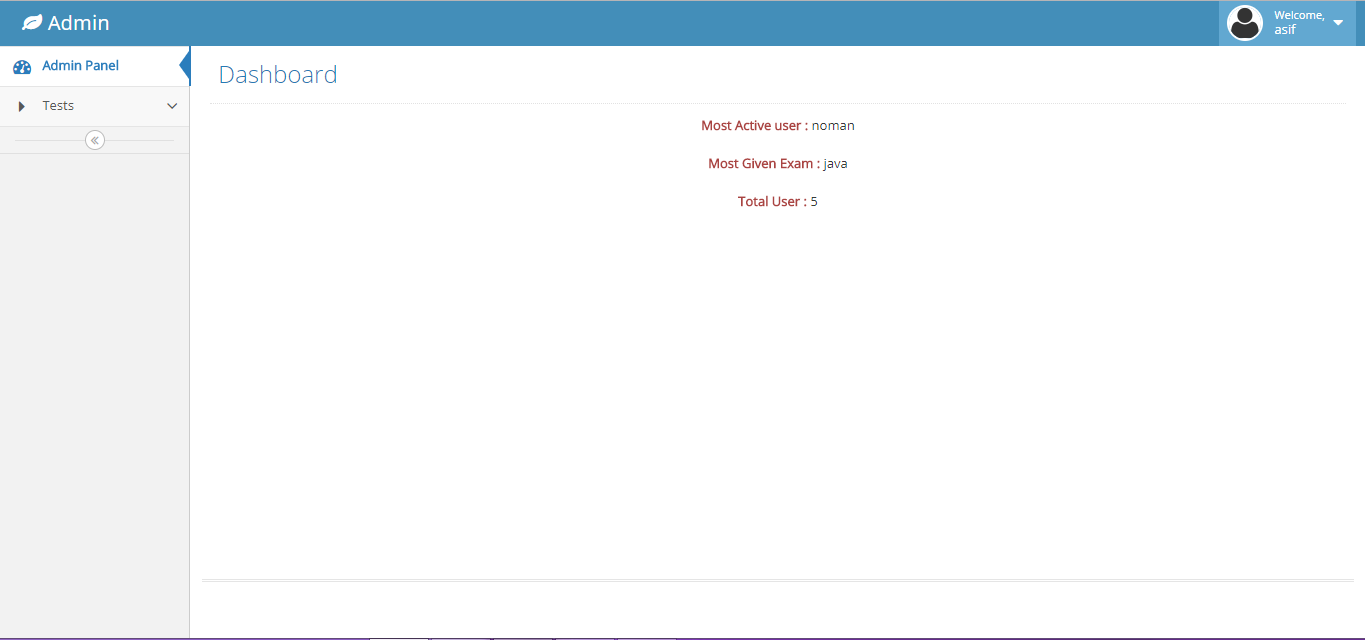 Admin
Welcome,
asif
Admin Panel
Tests
Dashboard
Most Active user : noman
Most Given Exam : java
Total User : 5